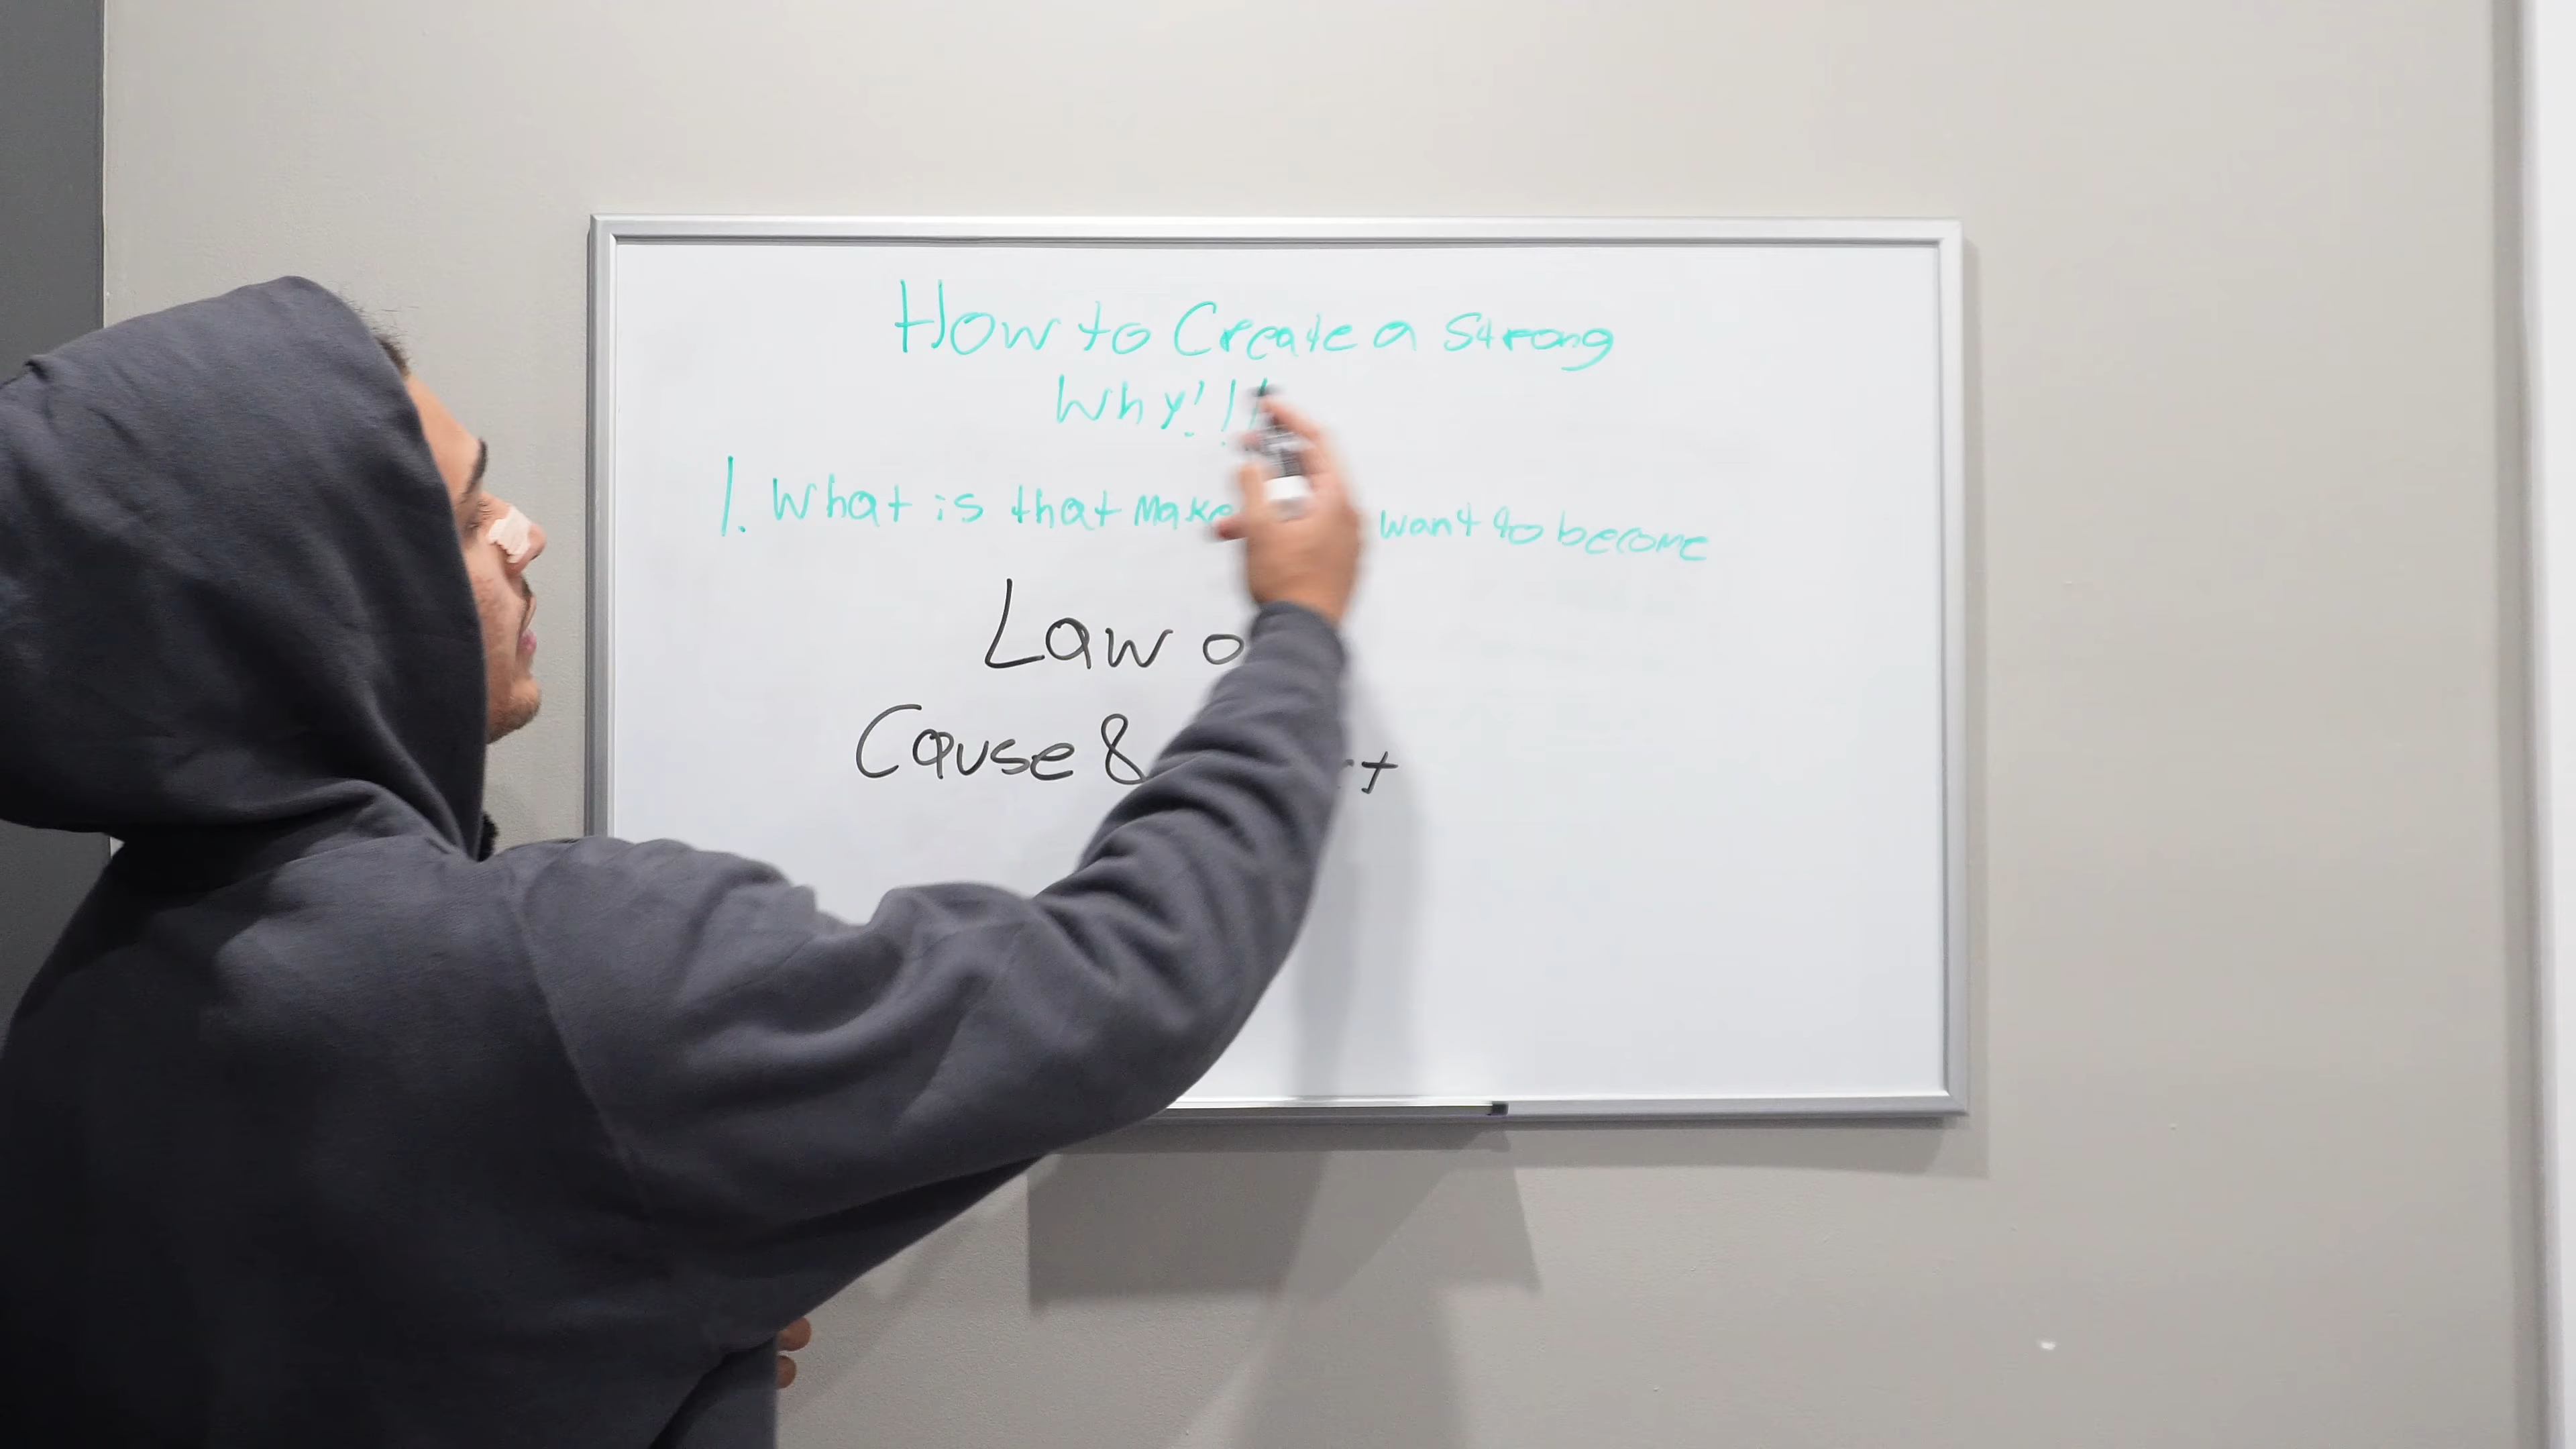 How to Create a Strong
Why!!!
1. What is that make want to become
Law
Cause &